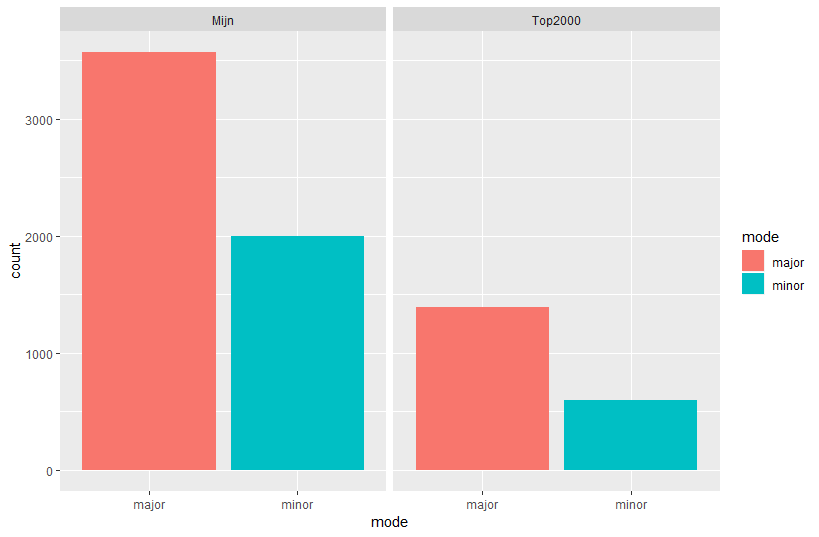 Mijn
Top2000
count
3000
2000
1000
0
major
minor
major
minor
mode
mode
major
minor